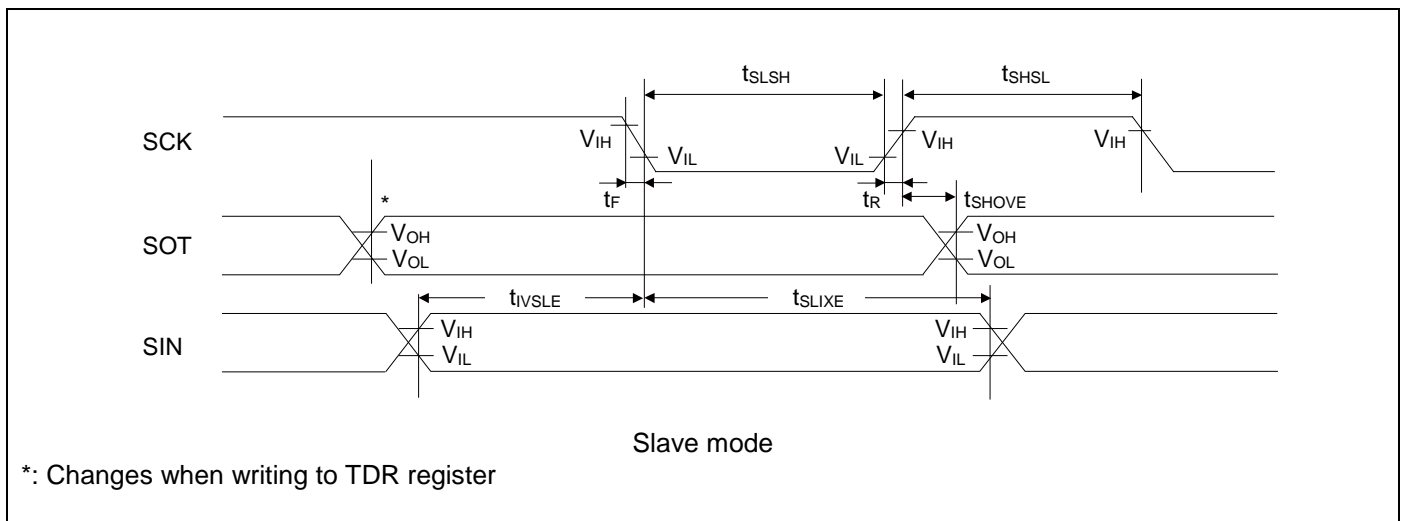 tSLSH tSHSL
SCK VIH VIL VIL VIH VIH
tF tR tSHOVE
*
SOT VOH VOH
VOL VOL
tIVSLE tSLIXE
SIN VIH VIH
VIL VIL
Slave mode
*: Changes when writing to TDR register